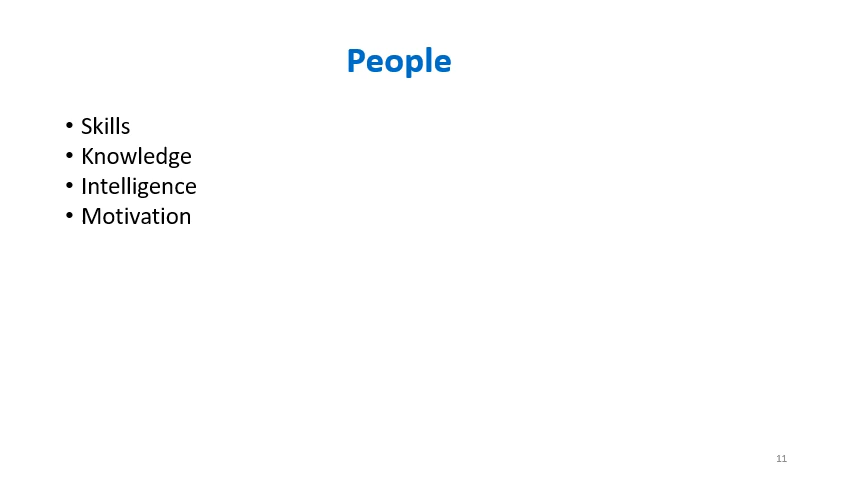 People
• Skills
• Knowledge
• Intelligence
• Motivation
11